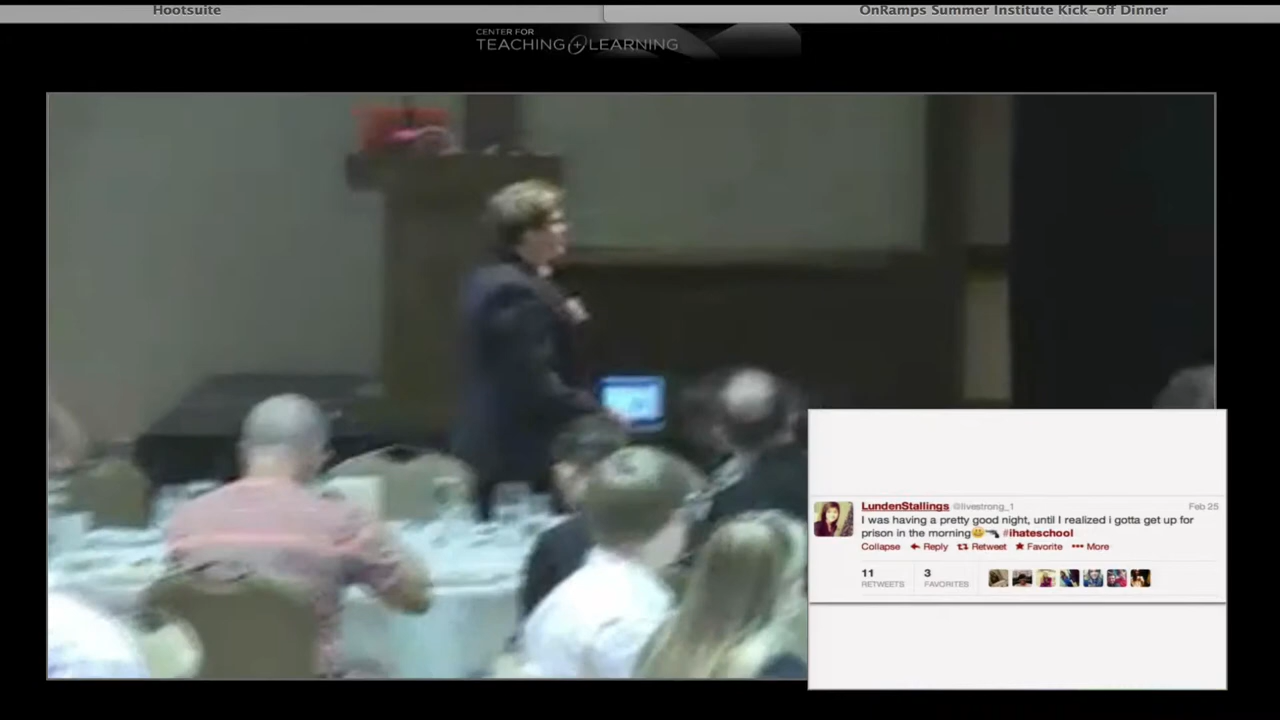 Hootsuite
OnRamps Summer Institute Kick-off Dinner
CENTER FOR
TEACHING + LEARNING
LundenStallings @livestrong_1 Feb 25
I was having a pretty good night, until I realized i gotta get up for
prison in the morning😀🔫 #ihateschool
Collapse Reply Retweet Favorite More
11 3
RETWEETS FAVORITES